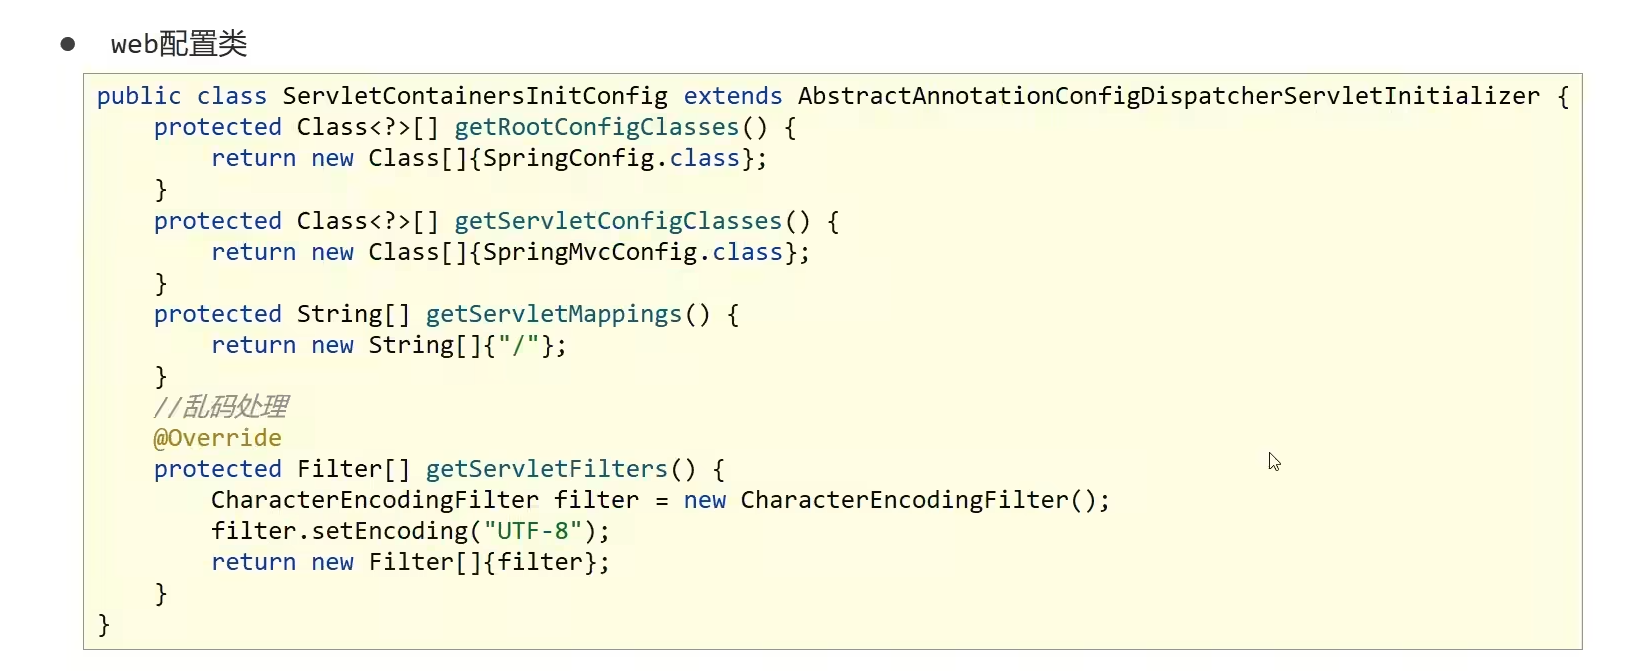 ● web配置类
public class ServletContainersInitConfig extends AbstractAnnotationConfigDispatcherServletInitializer {
    protected Class<?>[] getRootConfigClasses() {
        return new Class[]{SpringConfig.class};
    }
    protected Class<?>[] getServletConfigClasses() {
        return new Class[]{SpringMvcConfig.class};
    }
    protected String[] getServletMappings() {
        return new String[]{"/"};
    }
    //乱码处理
    @Override
    protected Filter[] getServletFilters() {
        CharacterEncodingFilter filter = new CharacterEncodingFilter();
        filter.setEncoding("UTF-8");
        return new Filter[]{filter};
    }
}